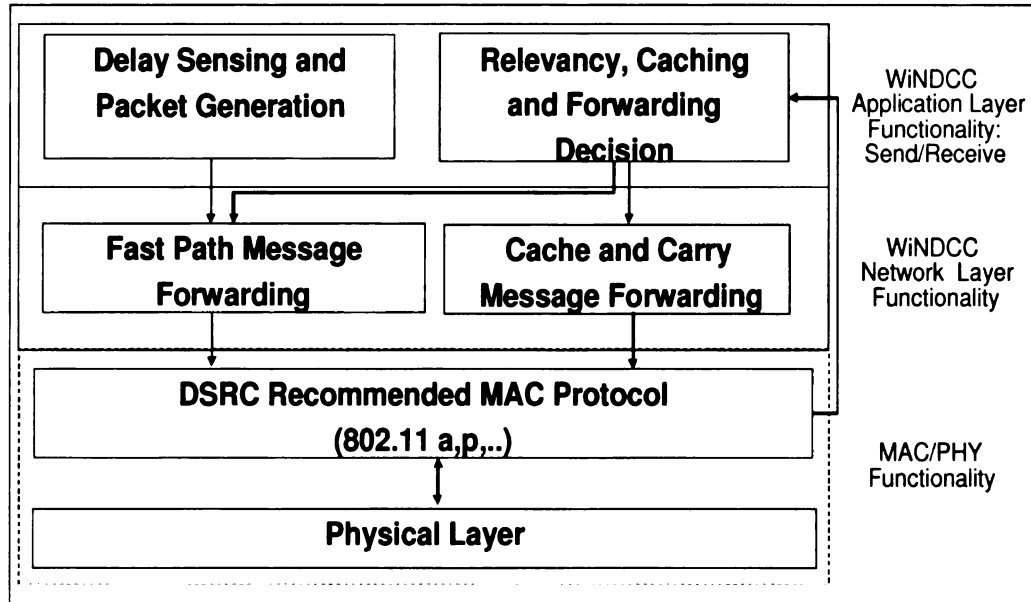 Delay Sensing and
Packet Generation
Relevancy, Caching
and Forwarding
Decision
WiNDCC
Application Layer
Functionality:
Send/Receive
Fast Path Message
Forwarding
Cache and Carry
Message Forwarding
WiNDCC
Network Layer
Functionality
DSRC Recommended MAC Protocol
(802.11 a,p,..)
MAC/PHY
Functionality
Physical Layer